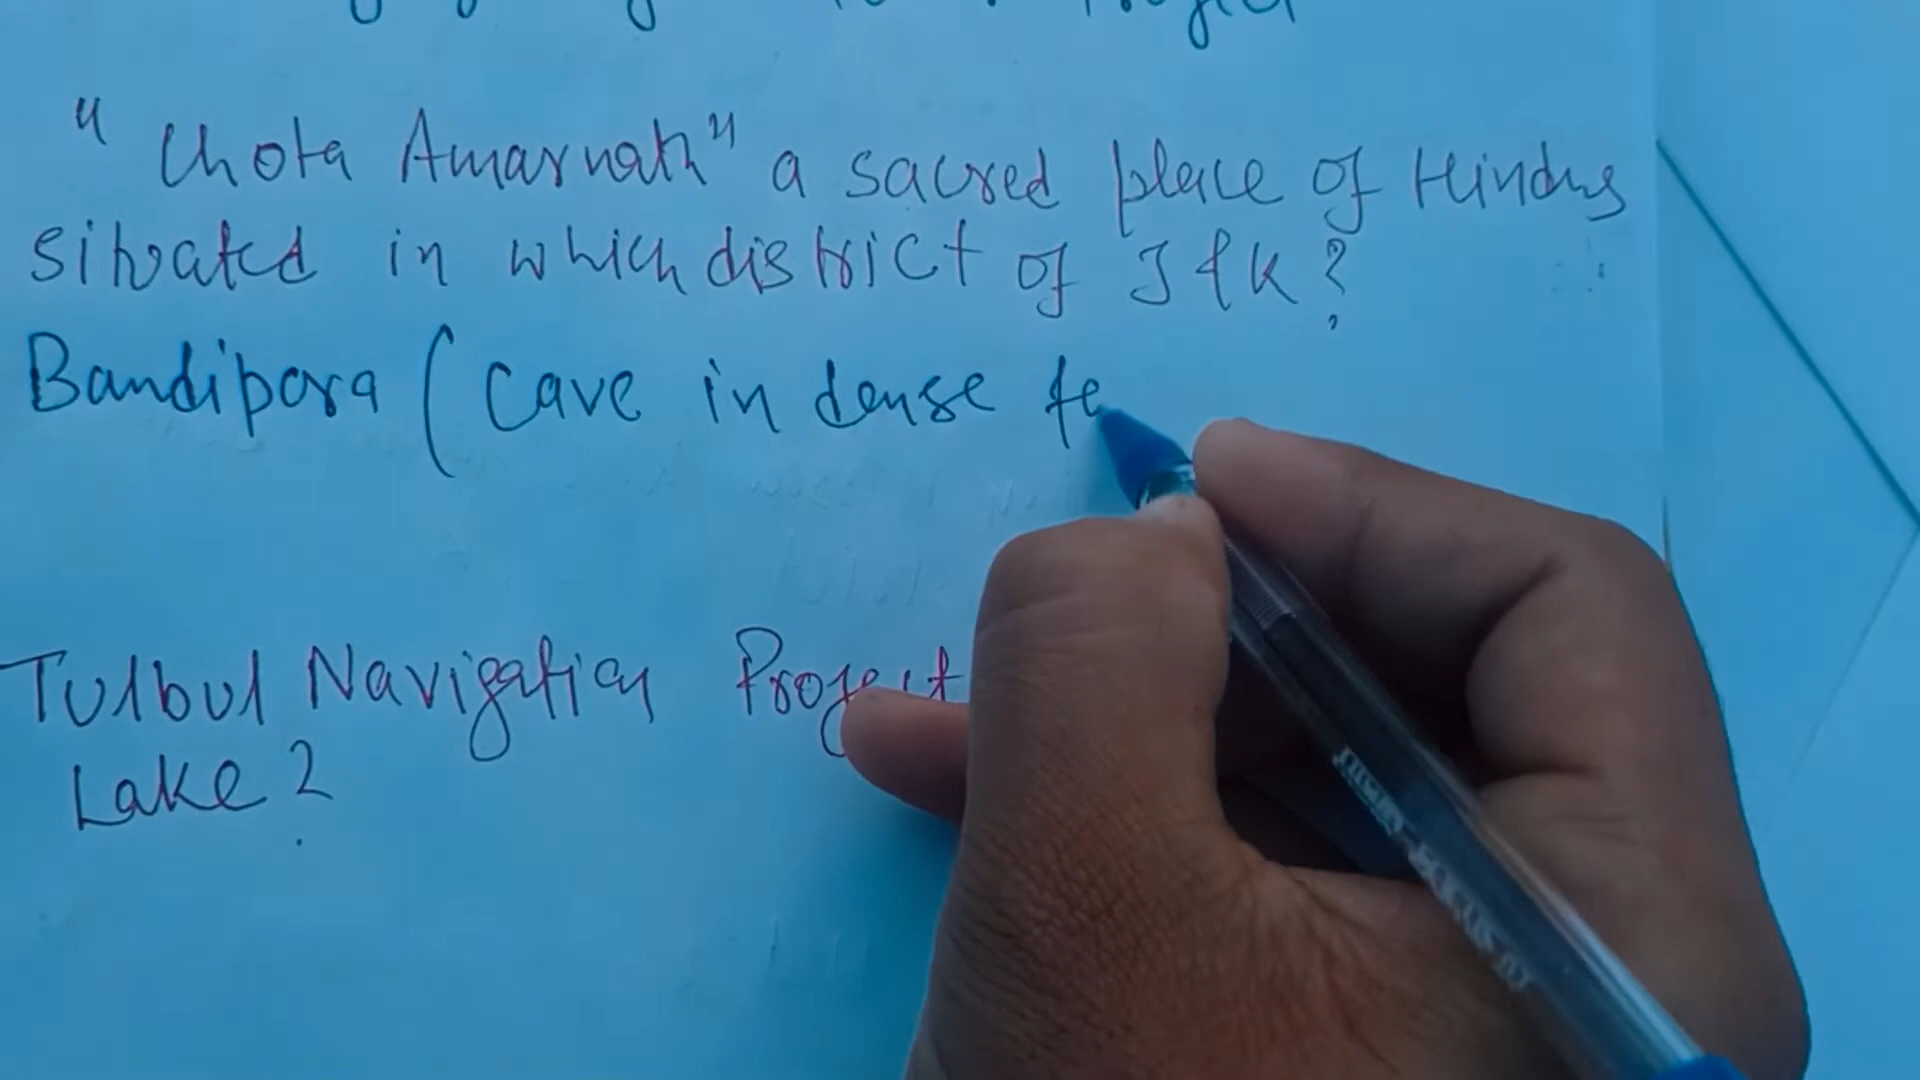 "Chota Amarnath" a sacred place of Hindus
situated in which district of J & K ?
Bandipora ( Cave in dense fo
Tulbul Navigation Project
Lake ?